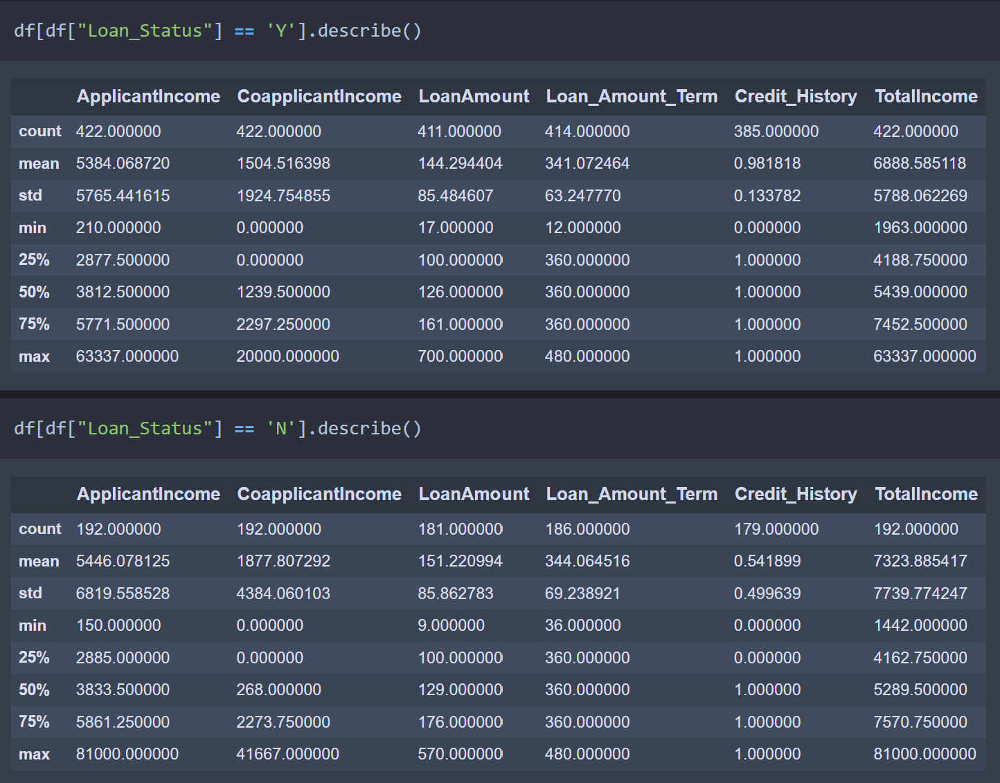 df[df["Loan_Status"] == 'Y'].describe()
ApplicantIncome CoapplicantIncome LoanAmount Loan_Amount_Term Credit_History TotalIncome
count 422.000000 422.000000 411.000000 414.000000 385.000000 422.000000
mean 5384.068720 1504.516398 144.294404 341.072464 0.981818 6888.585118
std 5765.441615 1924.754855 85.484607 63.247770 0.133782 5788.062269
min 210.000000 0.000000 17.000000 12.000000 0.000000 1963.000000
25% 2877.500000 0.000000 100.000000 360.000000 1.000000 4188.750000
50% 3812.500000 1239.500000 126.000000 360.000000 1.000000 5439.000000
75% 5771.500000 2297.250000 161.000000 360.000000 1.000000 7452.500000
max 63337.000000 20000.000000 700.000000 480.000000 1.000000 63337.000000
df[df["Loan_Status"] == 'N'].describe()
ApplicantIncome CoapplicantIncome LoanAmount Loan_Amount_Term Credit_History TotalIncome
count 192.000000 192.000000 181.000000 186.000000 179.000000 192.000000
mean 5446.078125 1877.807292 151.220994 344.064516 0.541899 7323.885417
std 6819.558528 4384.060103 85.862783 69.238921 0.499639 7739.774247
min 150.000000 0.000000 9.000000 36.000000 0.000000 1442.000000
25% 2885.000000 0.000000 100.000000 360.000000 0.000000 4162.750000
50% 3833.500000 268.000000 129.000000 360.000000 1.000000 5289.500000
75% 5861.250000 2273.750000 176.000000 360.000000 1.000000 7570.750000
max 81000.000000 41667.000000 570.000000 480.000000 1.000000 81000.000000